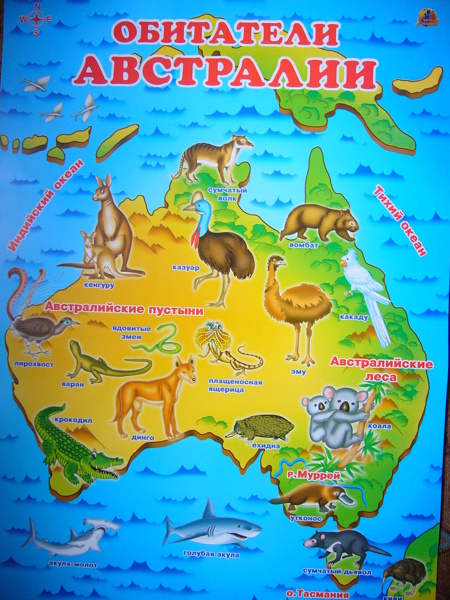 N
W E
S
ОБИТАТЕЛИ
АВСТРАЛИИ
Индийский океан
Тихий океан
сумчатый
волк
вомбат
кенгуру
казуар
какаду
Австралийские пустыни
ядовитые
змеи
лирохвост
варан
плащеносная
ящерица
эму
Австралийские
леса
крокодил
динго
ехидна
коала
р.Муррей
утконос
акула-молот
голубая акула
сумчатый дьявол
киви
о.Тасмания